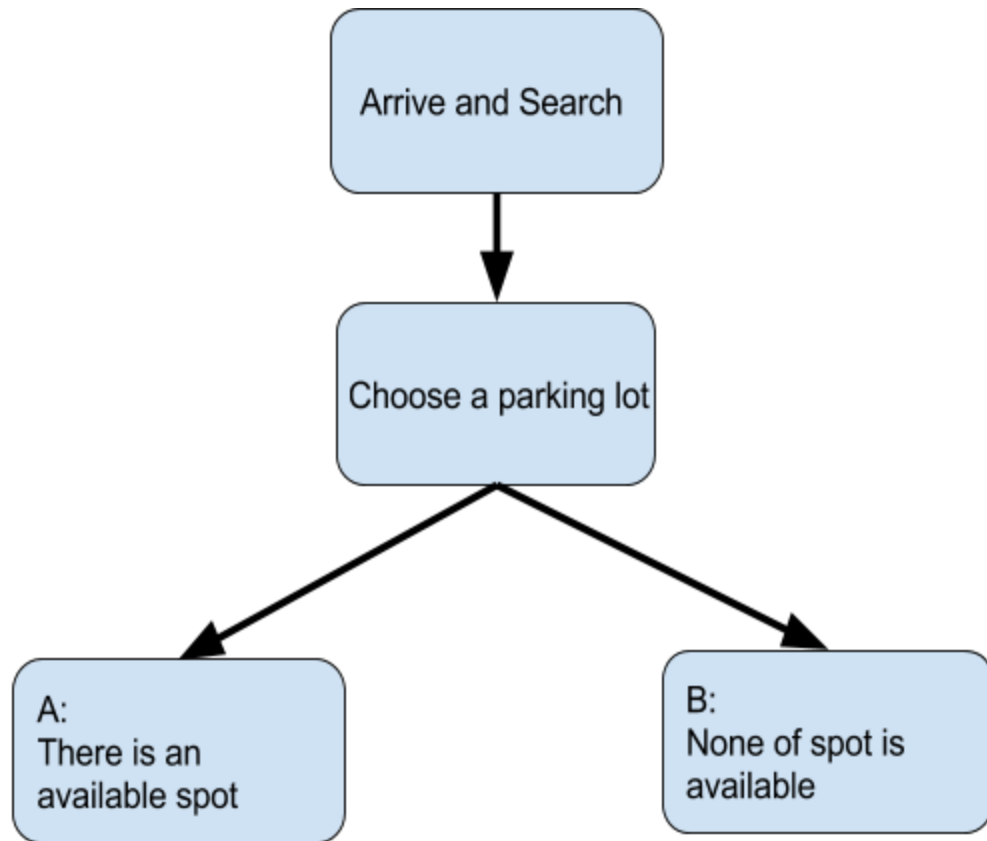 Arrive and Search
Choose a parking lot
A:
There is an
available spot
B:
None of spot is
available